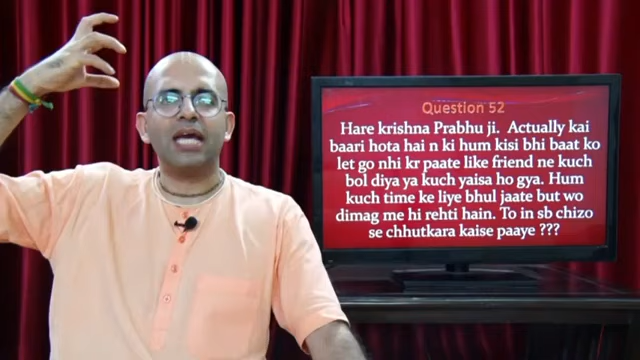 Question 52
Hare krishna Prabhu ji. Actually kai
baari hota hai n ki hum kisi bhi baat ko
let go nhi kr paate like friend ne kuch
bol diya ya kuch yaisa ho gya. Hum
kuch time ke liye bhul jaate but wo
dimag me hi rehti hain. To in sb chizo
se chhutkara kaise paaye ???